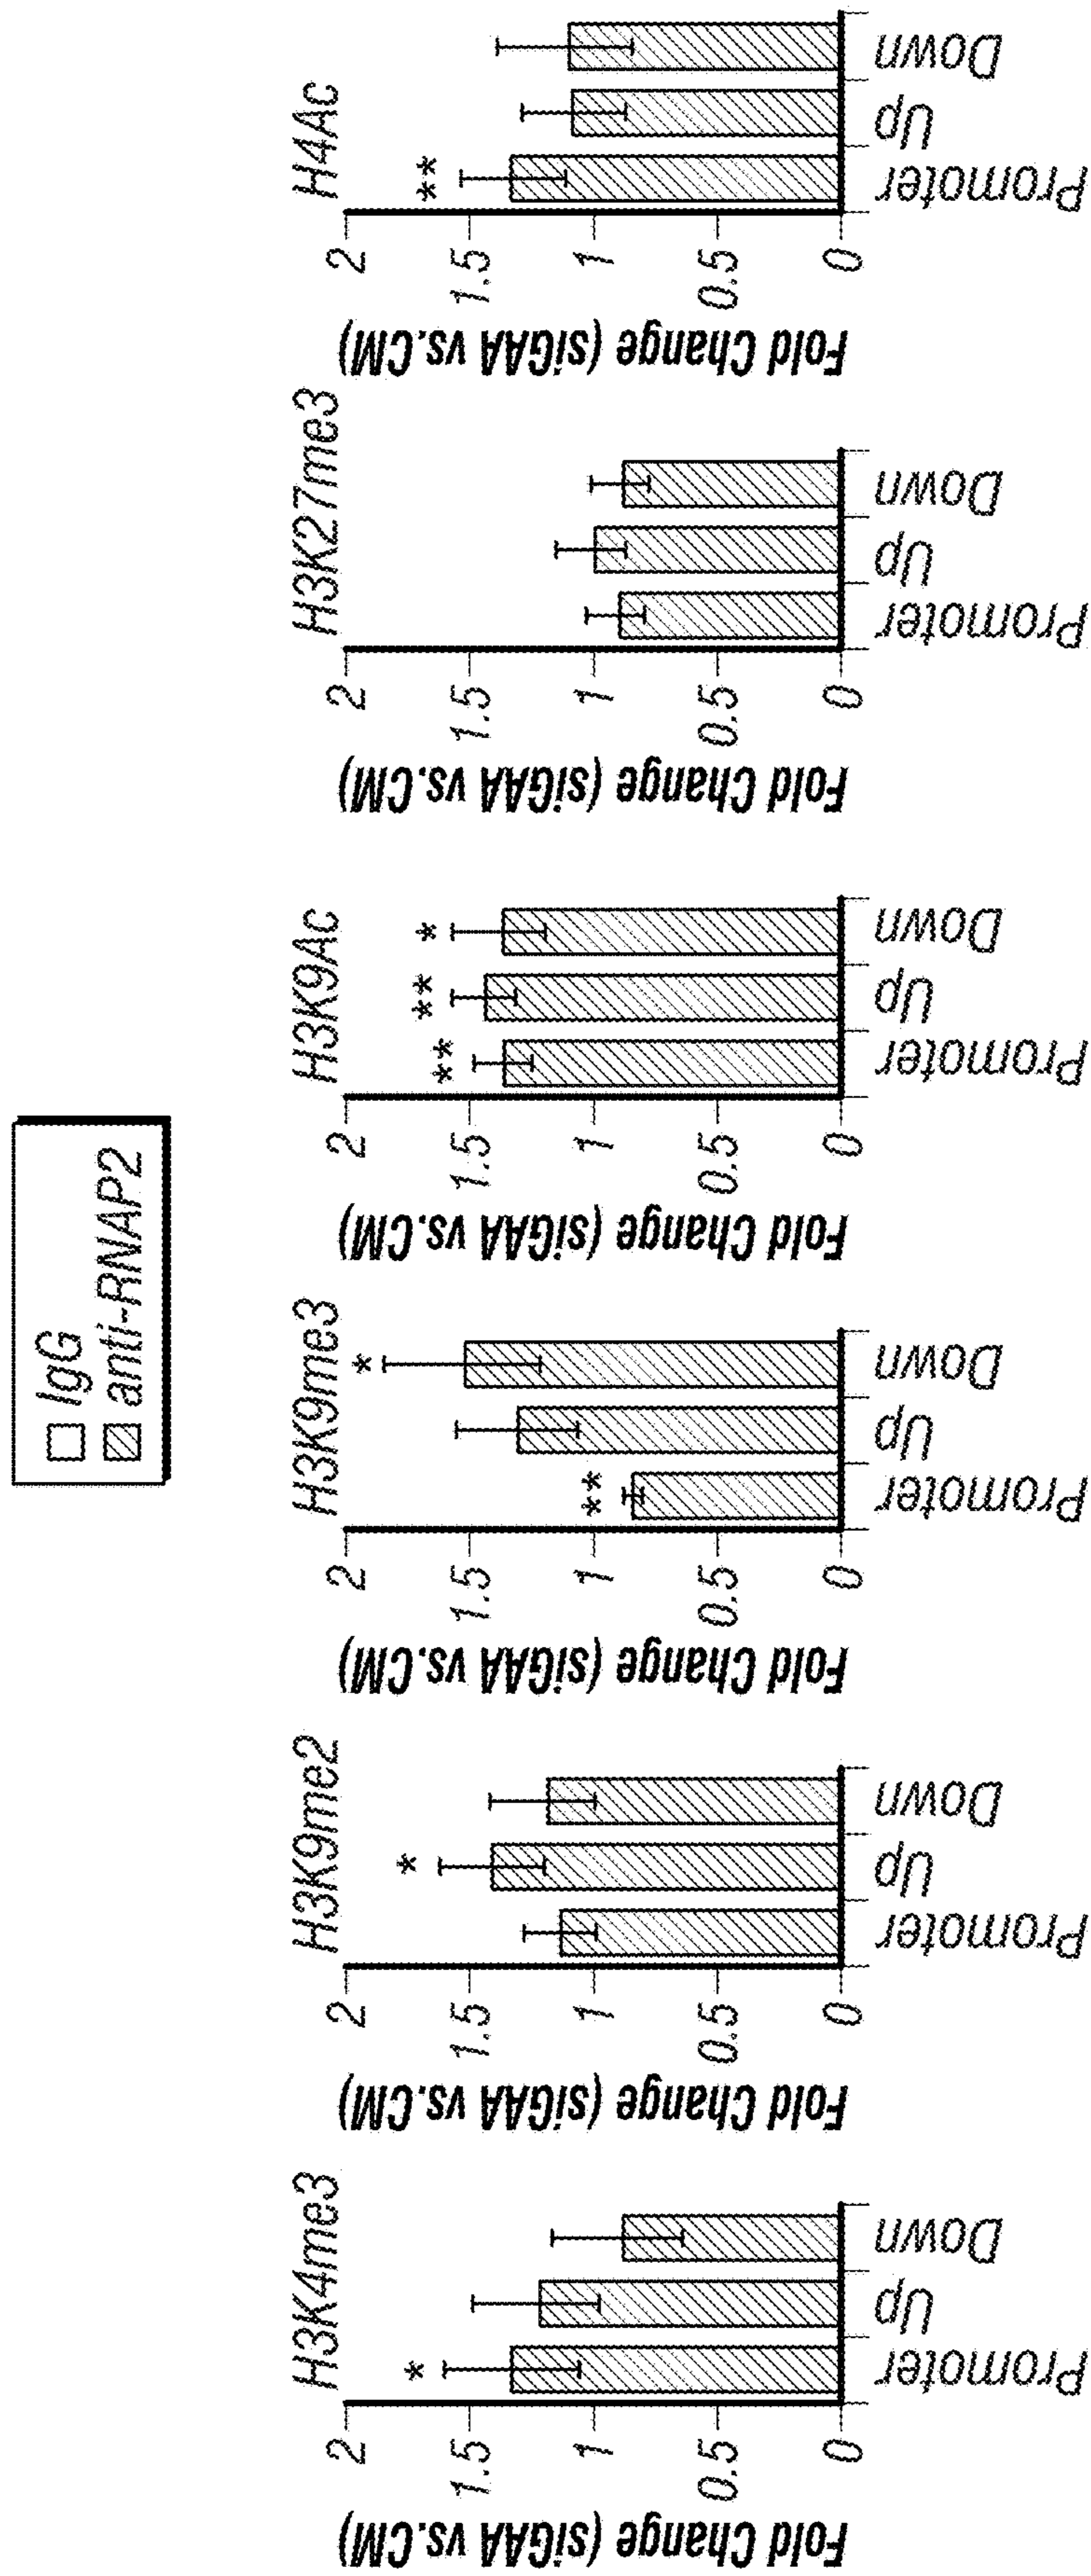 IgG
anti-RNAP2
H3K4me3
Fold Change (siGAA vs.CM)
2
1.5
1
0.5
0
*
Promoter
Up
Down
H3K9me2
Fold Change (siGAA vs.CM)
2
1.5
1
0.5
0
*
Promoter
Up
Down
H3K9me3
Fold Change (siGAA vs.CM)
2
1.5
1
0.5
0
**
*
Promoter
Up
Down
H3K9Ac
Fold Change (siGAA vs.CM)
2
1.5
1
0.5
0
**
**
*
Promoter
Up
Down
H3K27me3
Fold Change (siGAA vs.CM)
2
1.5
1
0.5
0
Promoter
Up
Down
H4Ac
Fold Change (siGAA vs.CM)
2
1.5
1
0.5
0
**
Promoter
Up
Down